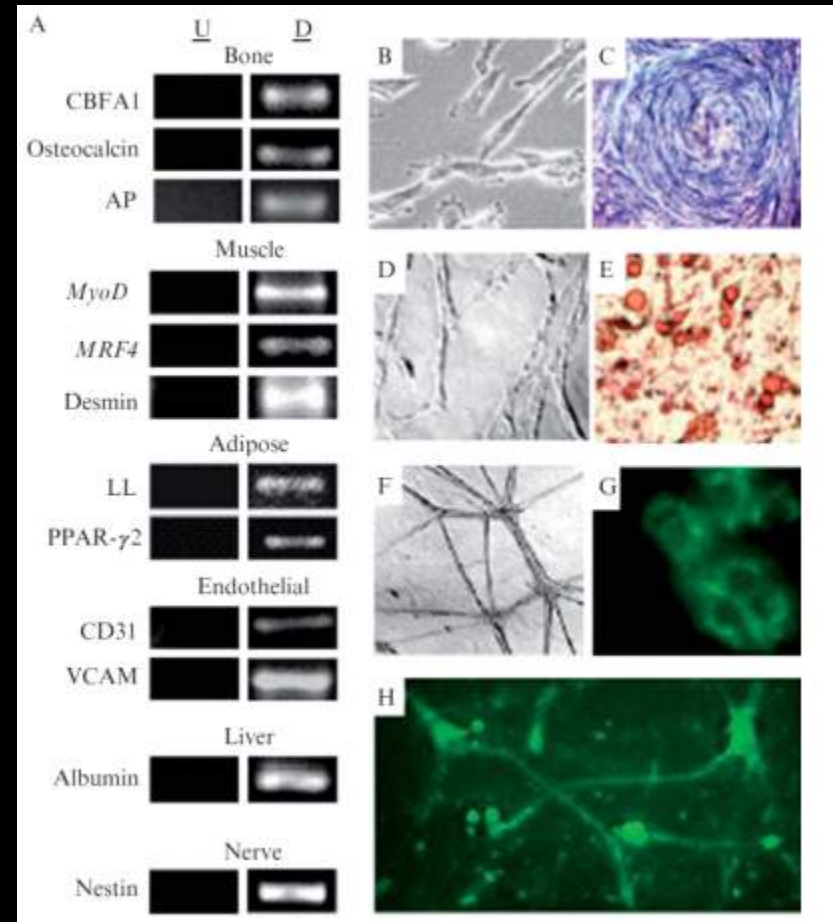 A
U D
Bone
CBFA1
Osteocalcin
AP
Muscle
MyoD
MRF4
Desmin
Adipose
LL
PPAR-γ2
Endothelial
CD31
VCAM
Liver
Albumin
Nerve
Nestin
B C
D E
F G
H